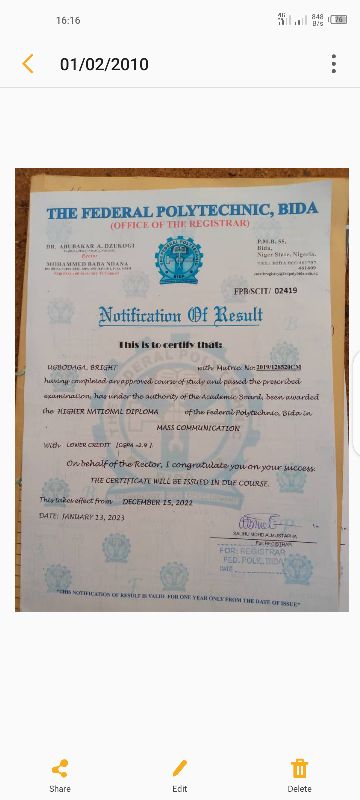 16:16
4G
848
B/s
76
01/02/2010
THE FEDERAL POLYTECHNIC, BIDA
(OFFICE OF THE REGISTRAR)
DR. ABUBAKAR A. DZUKOGI
Rector
MOHAMMED BABA NDANA
P.M.B. 55,
Bida,
Niger State, Nigeria.
FPB/SCIT/ 02419
Notification Of Result
This is to certify that:
UGBODAGA, BRIGHT with Matric. No: 2019/126520CM
having completed an approved course of study and passed the prescribed
examination, has under the authority of the Academic Board, been awarded
the HIGHER NATIONAL DIPLOMA of the Federal Polytechnic, Bida in
MASS COMMUNICATION
With LOWER CREDIT [CGPA =2.9 ].
On behalf of the Rector, I congratulate you on your success.
THE CERTIFICATE WILL BE ISSUED IN DUE COURSE.
This takes effect from DECEMBER 15, 2022
DATE: JANUARY 13, 2023
For: REGISTRAR
FOR: REGISTRAR
FED. POLY., BIDA
DATE
"THIS NOTIFICATION OF RESULT IS VALID FOR ONE YEAR ONLY FROM THE DATE OF ISSUE"
Share
Edit
Delete